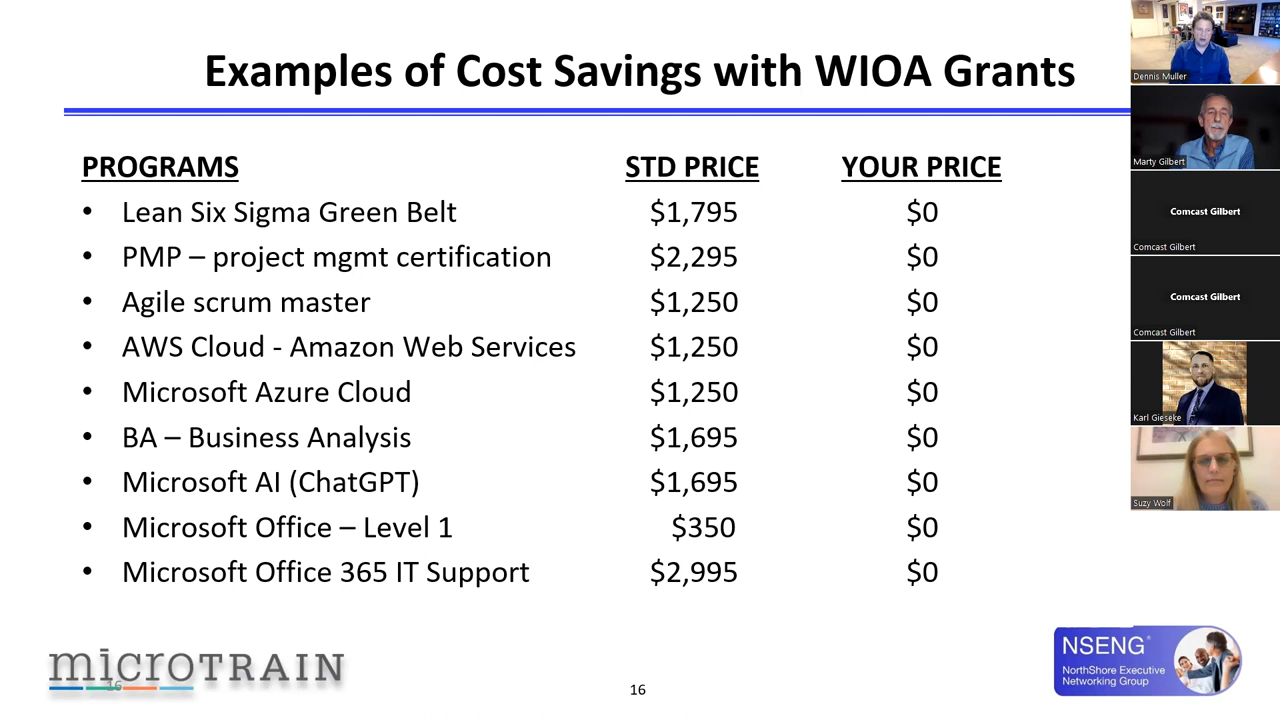 Examples of Cost Savings with WIOA Grants
PROGRAMS STD PRICE YOUR PRICE
• Lean Six Sigma Green Belt $1,795 $0
• PMP – project mgmt certification $2,295 $0
• Agile scrum master $1,250 $0
• AWS Cloud - Amazon Web Services $1,250 $0
• Microsoft Azure Cloud $1,250 $0
• BA – Business Analysis $1,695 $0
• Microsoft AI (ChatGPT) $1,695 $0
• Microsoft Office – Level 1 $350 $0
• Microsoft Office 365 IT Support $2,995 $0
microTRAIN
16
16
NSENG®
NorthShore Executive
Networking Group
Dennis Muller
Marty Gilbert
Comcast Gilbert
Comcast Gilbert
Comcast Gilbert
Comcast Gilbert
Karl Gieseke
Suzy Wolf